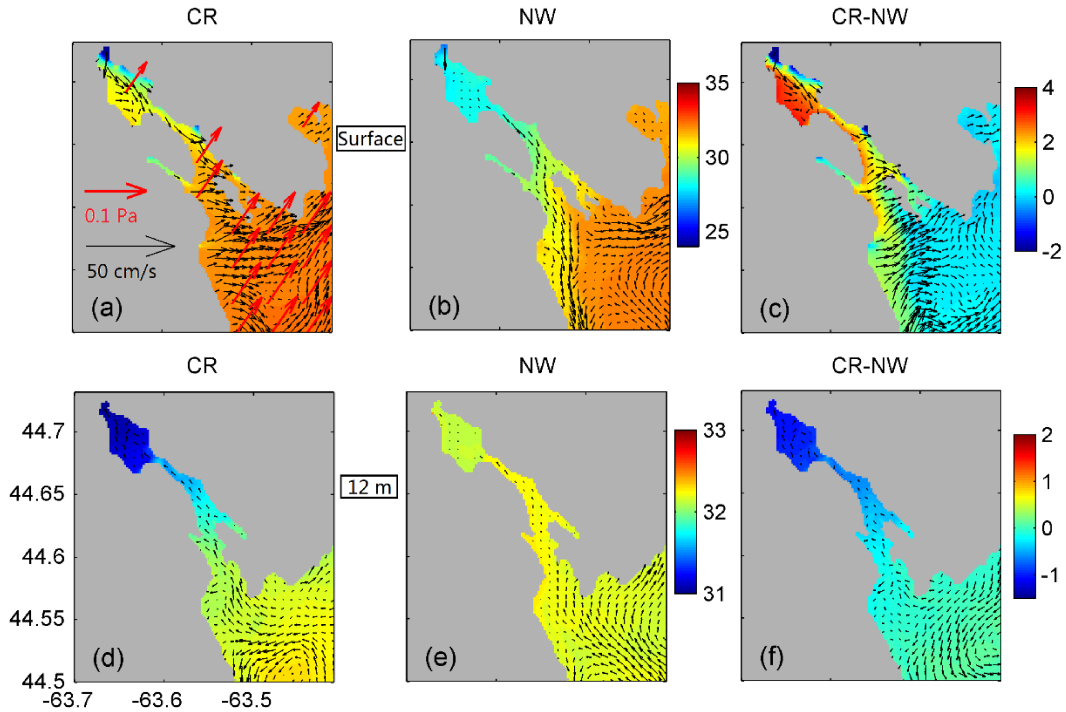 CR
NW
CR-NW
35
30
25
4
2
0
-2
Surface
0.1 Pa
50 cm/s
(a)
(b)
(c)
CR
NW
CR-NW
44.7
44.65
44.6
44.55
44.5
-63.7
-63.6
-63.5
12 m
33
32
31
2
1
0
-1
(d)
(e)
(f)